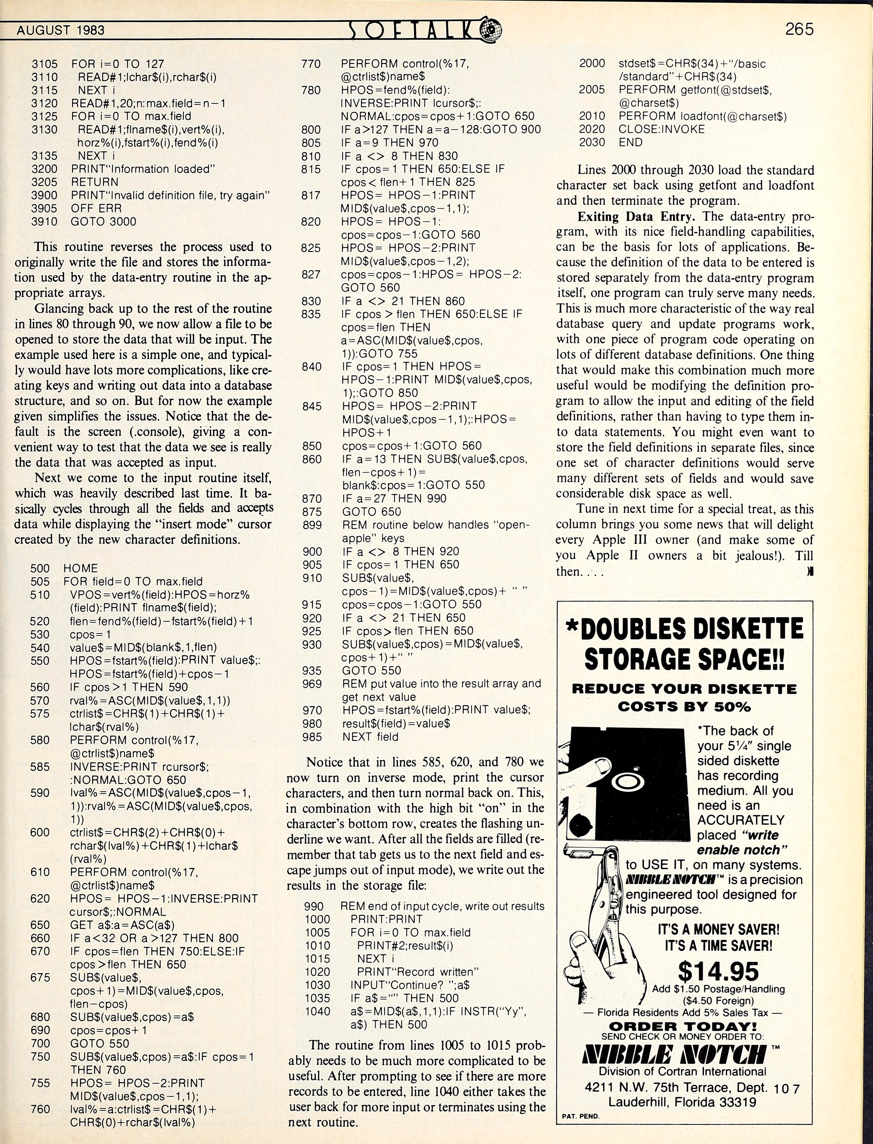 AUGUST 1983
SOFTALK
265
3105 FOR i=0 TO 127
3110 READ#1;lchar$(i),rchar$(i)
3115 NEXT i
3120 READ#1,20;n:max.field=n-1
3125 FOR i=0 TO max.field
3130 READ#1;flname$(i),vert%(i),
horz%(i),fstart%(i),fend%(i)
3135 NEXT i
3200 PRINT"Information loaded"
3205 RETURN
3900 PRINT"Invalid definition file, try again"
3905 OFF ERR
3910 GOTO 3000
This routine reverses the process used to
originally write the file and stores the informa-
tion used by the data-entry routine in the ap-
propriate arrays.
Glancing back up to the rest of the routine
in lines 80 through 90, we now allow a file to be
opened to store the data that will be input. The
example used here is a simple one, and typical-
ly would have lots more complications, like cre-
ating keys and writing out data into a database
structure, and so on. But for now the example
given simplifies the issues. Notice that the de-
fault is the screen (.console), giving a con-
venient way to test that the data we see is really
the data that was accepted as input.
Next we come to the input routine itself,
which was heavily described last time. It ba-
sically cycles through all the fields and accepts
data while displaying the "insert mode" cursor
created by the new character definitions.
500 HOME
505 FOR field=0 TO max.field
510 VPOS=vert%(field):HPOS=horz%
(field):PRINT flname$(field);
520 flen=fend%(field)-fstart%(field)+1
530 cpos=1
540 value$=MID$(blank$,1,flen)
550 HPOS=fstart%(field):PRINT value$;:
HPOS=fstart%(field)+cpos-1
560 IF cpos>1 THEN 590
570 rval%=ASC(MID$(value$,1,1))
575 ctrlist$=CHR$(1)+CHR$(1)+
lchar$(rval%)
580 PERFORM control(%17,
@ctrlist$)name$
585 INVERSE:PRINT rcursor$;
:NORMAL:GOTO 650
590 lval%=ASC(MID$(value$,cpos-1,
1)):rval%=ASC(MID$(value$,cpos,
1))
600 ctrlist$=CHR$(2)+CHR$(0)+
rchar$(lval%)+CHR$(1)+lchar$
(rval%)
610 PERFORM control(%17,
@ctrlist$)name$
620 HPOS= HPOS-1:INVERSE:PRINT
cursor$;:NORMAL
650 GET a$:a=ASC(a$)
660 IF a<32 OR a>127 THEN 800
670 IF cpos=flen THEN 750:ELSE:IF
cpos>flen THEN 650
675 SUB$(value$,
cpos+1)=MID$(value$,cpos,
flen-cpos)
680 SUB$(value$,cpos)=a$
690 cpos=cpos+1
700 GOTO 550
750 SUB$(value$,cpos)=a$:IF cpos=1
THEN 760
755 HPOS= HPOS-2:PRINT
MID$(value$,cpos-1,1);
760 lval%=a:ctrlist$=CHR$(1)+
CHR$(0)+rchar$(lval%)
770 PERFORM control(%17,
@ctrlist$)name$
780 HPOS=fend%(field):
INVERSE:PRINT lcursor$;:
NORMAL:cpos=cpos+1:GOTO 650
800 IF a>127 THEN a=a-128:GOTO 900
805 IF a=9 THEN 970
810 IF a <> 8 THEN 830
815 IF cpos=1 THEN 650:ELSE IF
cpos<flen+1 THEN 825
817 HPOS= HPOS-1:PRINT
MID$(value$,cpos-1,1);
820 HPOS= HPOS-1:
cpos=cpos-1:GOTO 560
825 HPOS= HPOS-2:PRINT
MID$(value$,cpos-1,2);
827 cpos=cpos-1:HPOS= HPOS-2:
GOTO 560
830 IF a <> 21 THEN 860
835 IF cpos > flen THEN 650:ELSE IF
cpos=flen THEN
a=ASC(MID$(value$,cpos,
1)):GOTO 755
840 IF cpos=1 THEN HPOS=
HPOS-1:PRINT MID$(value$,cpos,
1);:GOTO 850
845 HPOS= HPOS-2:PRINT
MID$(value$,cpos-1,1);:HPOS=
HPOS+1
850 cpos=cpos+1:GOTO 560
860 IF a=13 THEN SUB$(value$,cpos,
flen-cpos+1)=
blank$:cpos=1:GOTO 550
870 IF a=27 THEN 990
875 GOTO 650
899 REM routine below handles "open-
apple" keys
900 IF a <> 8 THEN 920
905 IF cpos=1 THEN 650
910 SUB$(value$,
cpos-1)=MID$(value$,cpos)+ " "
915 cpos=cpos-1:GOTO 550
920 IF a <> 21 THEN 650
925 IF cpos>flen THEN 650
930 SUB$(value$,cpos)=MID$(value$,
cpos+1)+" "
935 GOTO 550
969 REM put value into the result array and
get next value
970 HPOS=fstart%(field):PRINT value$;
980 result$(field)=value$
985 NEXT field
Notice that in lines 585, 620, and 780 we
now turn on inverse mode, print the cursor
characters, and then turn normal back on. This,
in combination with the high bit "on" in the
character's bottom row, creates the flashing un-
derline we want. After all the fields are filled (re-
member that tab gets us to the next field and es-
cape jumps out of input mode), we write out the
results in the storage file:
990 REM end of input cycle, write out results
1000 PRINT:PRINT
1005 FOR i=0 TO max.field
1010 PRINT#2;result$(i)
1015 NEXT i
1020 PRINT"Record written"
1030 INPUT"Continue? ";a$
1035 IF a$="" THEN 500
1040 a$=MID$(a$,1,1):IF INSTR("Yy",
a$) THEN 500
The routine from lines 1005 to 1015 prob-
ably needs to be much more complicated to be
useful. After prompting to see if there are more
records to be entered, line 1040 either takes the
user back for more input or terminates using the
next routine.
2000 stdset$=CHR$(34)+"/basic
/standard"+CHR$(34)
2005 PERFORM getfont(@stdset$,
@charset$)
2010 PERFORM loadfont(@charset$)
2020 CLOSE:INVOKE
2030 END
Lines 2000 through 2030 load the standard
character set back using getfont and loadfont
and then terminate the program.
Exiting Data Entry. The data-entry pro-
gram, with its nice field-handling capabilities,
can be the basis for lots of applications. Be-
cause the definition of the data to be entered is
stored separately from the data-entry program
itself, one program can truly serve many needs.
This is much more characteristic of the way real
database query and update programs work,
with one piece of program code operating on
lots of different database definitions. One thing
that would make this combination much more
useful would be modifying the definition pro-
gram to allow the input and editing of the field
definitions, rather than having to type them in-
to data statements. You might even want to
store the field definitions in separate files, since
one set of character definitions would serve
many different sets of fields and would save
considerable disk space as well.
Tune in next time for a special treat, as this
column brings you some news that will delight
every Apple III owner (and make some of
you Apple II owners a bit jealous!). Till
then. . . .
*DOUBLES DISKETTE
STORAGE SPACE!!
REDUCE YOUR DISKETTE
COSTS BY 50%
*The back of
your 5¼" single
sided diskette
has recording
medium. All you
need is an
ACCURATELY
placed "write
enable notch"
to USE IT, on many systems.
NIBBLE NOTCH™ is a precision
engineered tool designed for
this purpose.
IT'S A MONEY SAVER!
IT'S A TIME SAVER!
$14.95
Add $1.50 Postage/Handling
($4.50 Foreign)
— Florida Residents Add 5% Sales Tax —
ORDER TODAY!
SEND CHECK OR MONEY ORDER TO:
NIBBLE NOTCH ™
Division of Cortran International
4211 N.W. 75th Terrace, Dept. 107
Lauderhill, Florida 33319
PAT. PEND.